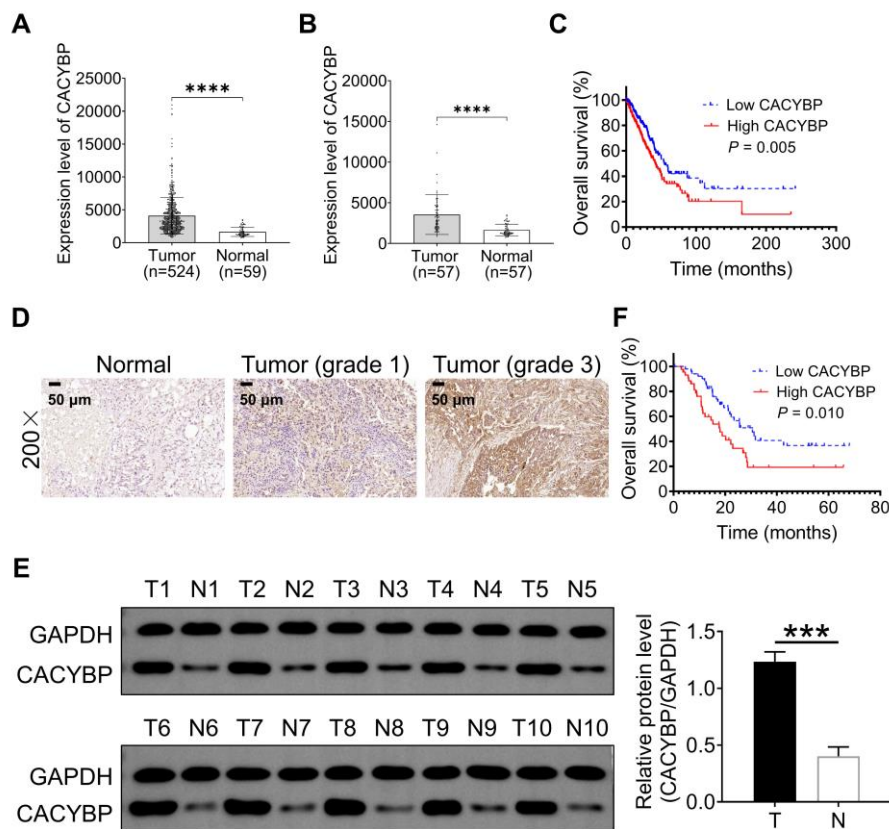 A
Expression level of CACYBP
25000
20000
15000
10000
5000
0
****
Tumor
(n=524)
Normal
(n=59)
B
Expression level of CACYBP
20000
15000
10000
5000
0
****
Tumor
(n=57)
Normal
(n=57)
C
Overall survival (%)
100
80
60
40
20
0
Low CACYBP
High CACYBP
P = 0.005
0 100 200 300
Time (months)
D
200×
Normal
50 μm
Tumor (grade 1)
50 μm
Tumor (grade 3)
50 μm
F
Overall survival (%)
100
80
60
40
20
0
Low CACYBP
High CACYBP
P = 0.010
0 20 40 60 80
Time (months)
E
T1 N1 T2 N2 T3 N3 T4 N4 T5 N5
GAPDH
CACYBP
T6 N6 T7 N7 T8 N8 T9 N9 T10 N10
GAPDH
CACYBP
Relative protein level
(CACYBP/GAPDH)
1.5
1.0
0.5
0.0
***
T N